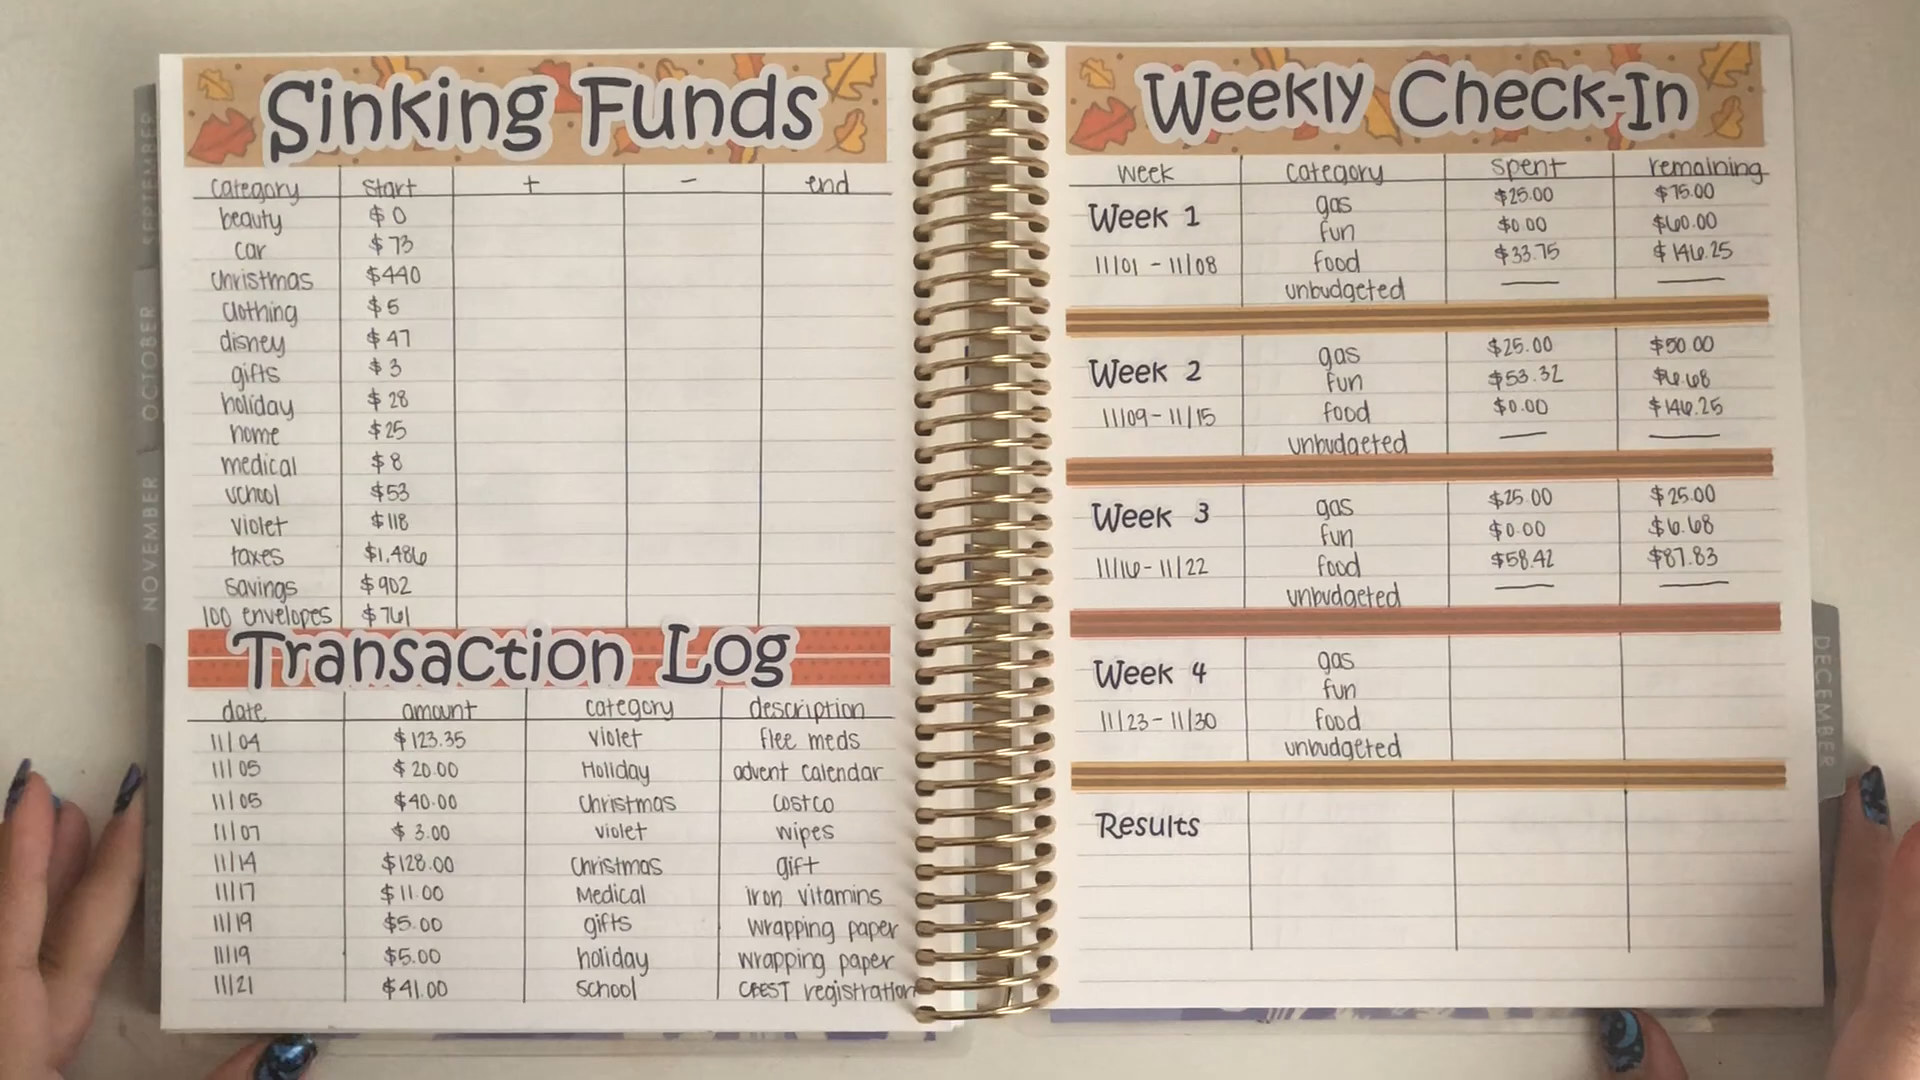 Sinking Funds
category start + - end
beauty $0
car $73
christmas $440
clothing $5
disney $47
gifts $3
holiday $28
home $25
medical $8
school $53
violet $118
taxes $1,486
savings $902
100 envelopes $761
Transaction Log
date amount category description
11/04 $123.35 violet flee meds
11/05 $20.00 Holiday advent calendar
11/05 $40.00 Christmas costco
11/07 $3.00 violet wipes
11/14 $128.00 Christmas gift
11/17 $11.00 Medical iron vitamins
11/19 $5.00 gifts wrapping paper
11/19 $5.00 holiday wrapping paper
11/21 $41.00 School CBEST registration
Weekly Check-In
week category spent remaining
Week 1 gas $25.00 $75.00
fun $0.00 $60.00
11/01 - 11/08 food $33.75 $146.25
unbudgeted
Week 2 gas $25.00 $50.00
fun $53.32 $6.68
11/09 - 11/15 food $0.00 $146.25
unbudgeted
Week 3 gas $25.00 $25.00
fun $0.00 $6.68
11/16 - 11/22 food $58.42 $87.83
unbudgeted
Week 4 gas
fun
11/23 - 11/30 food
unbudgeted
Results
SEPTEMBER
OCTOBER
NOVEMBER
DECEMBER